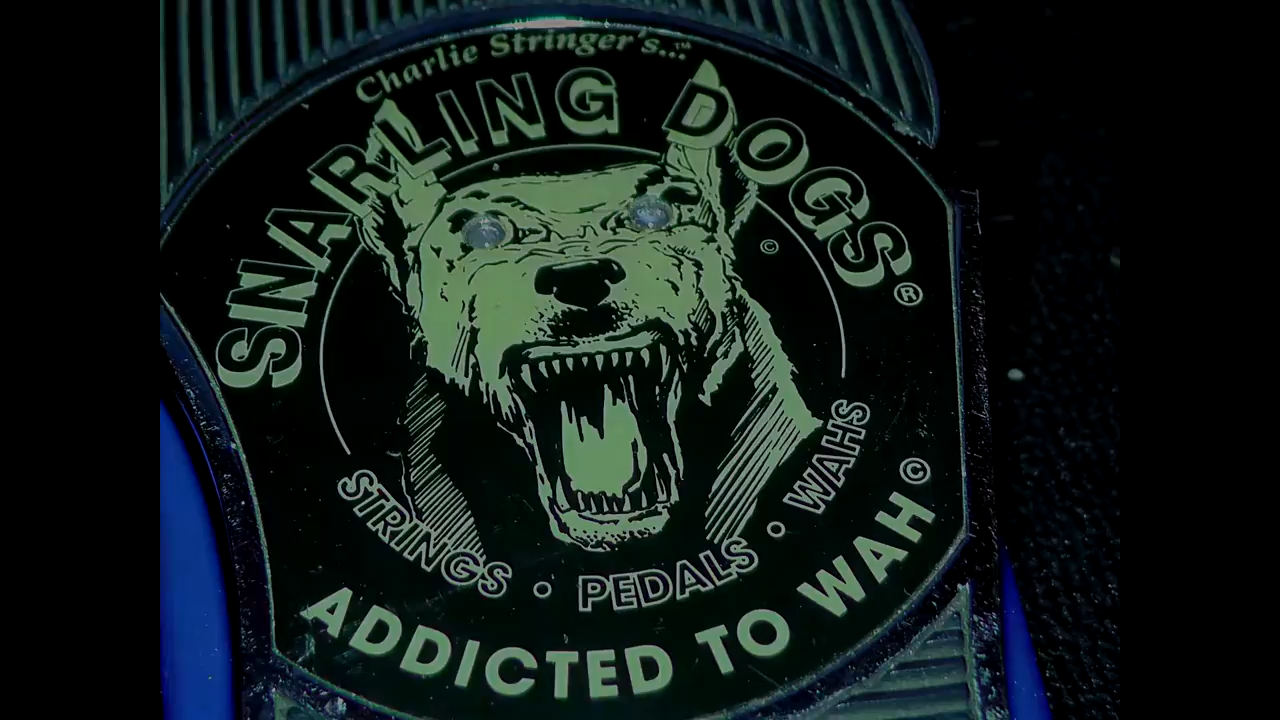 Charlie Stringer's...™
SNARLING DOGS®
©
STRINGS • PEDALS • WAHS
ADDICTED TO WAH©